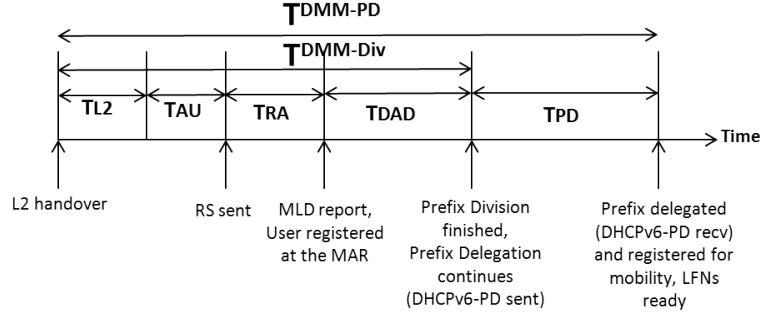 TDMM-PD
TDMM-Div
TL2
TAU
TRA
TDAD
TPD
Time
L2 handover
RS sent
MLD report,
User registered
at the MAR
Prefix Division
finished,
Prefix Delegation
continues
(DHCPv6-PD sent)
Prefix delegated
(DHCPv6-PD recv)
and registered for
mobility, LFNs
ready